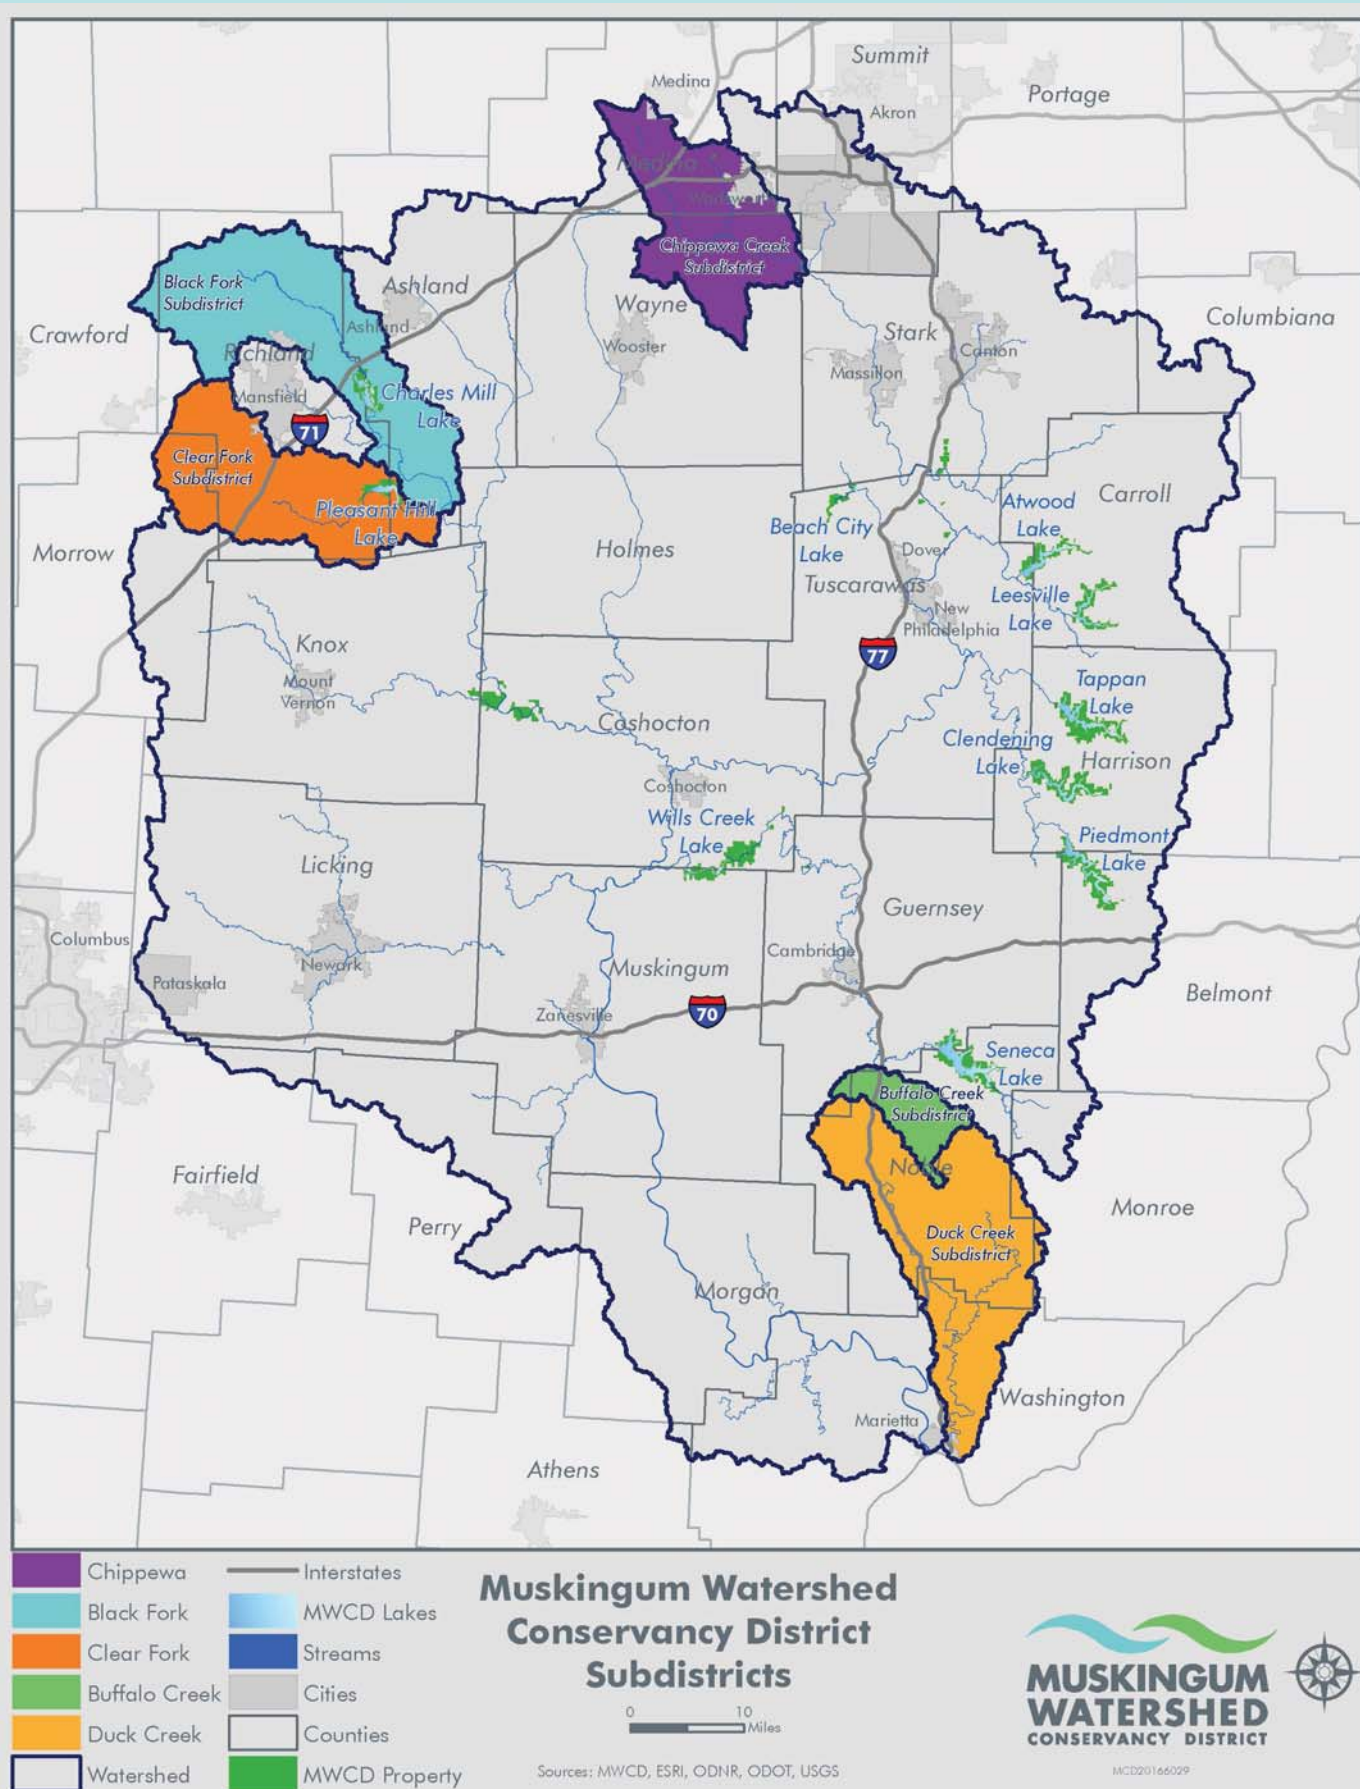 Summit
Medina
Portage
Akron
Medina
Wadsworth
Chippewa Creek
Subdistrict
Black Fork
Subdistrict
Ashland
Wayne
Crawford
Ashland
Columbiana
Stark
Richland
Wooster
Canton
Massillon
Mansfield
Charles Mill
Lake
71
Clear Fork
Subdistrict
Carroll
Atwood
Lake
Pleasant Hill
Lake
Beach City
Lake
Morrow
Holmes
Dover
Tuscarawas
Leesville
Lake
New
Philadelphia
Knox
77
Mount
Vernon
Tappan
Lake
Coshocton
Clendening
Lake
Harrison
Coshocton
Wills Creek
Lake
Piedmont
Lake
Licking
Guernsey
Columbus
Cambridge
Newark
Muskingum
Pataskala
Belmont
Zanesville
70
Seneca
Lake
Buffalo Creek
Subdistrict
Fairfield
Noble
Monroe
Perry
Duck Creek
Subdistrict
Morgan
Washington
Marietta
Athens
Chippewa
Black Fork
Clear Fork
Buffalo Creek
Duck Creek
Watershed
Interstates
MWCD Lakes
Streams
Cities
Counties
MWCD Property
Muskingum Watershed
Conservancy District
Subdistricts
0 10
Miles
Sources: MWCD, ESRI, ODNR, ODOT, USGS
MUSKINGUM
WATERSHED
CONSERVANCY DISTRICT
MCD20166029